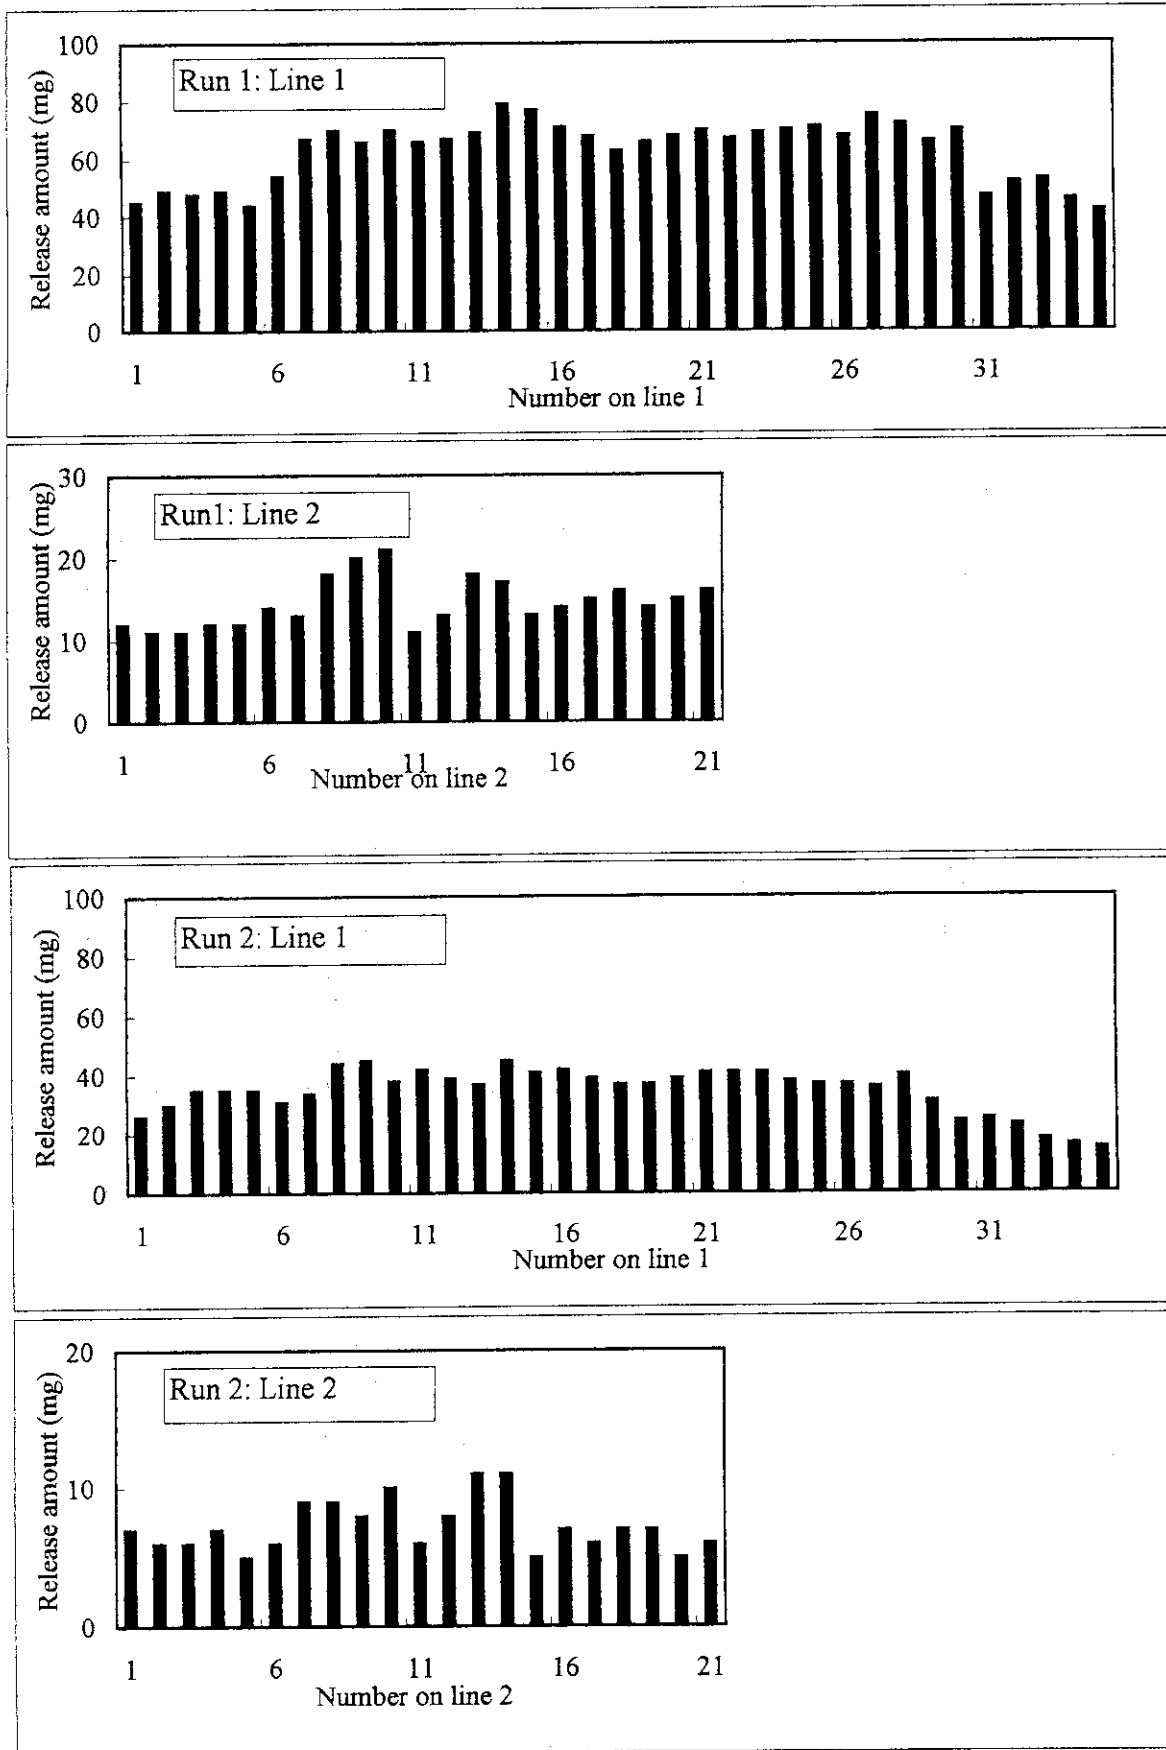 Run 1: Line 1
Release amount (mg)
100
80
60
40
20
0
1 6 11 16 21 26 31
Number on line 1
Run1: Line 2
Release amount (mg)
30
20
10
0
1 6 11 16 21
Number on line 2
Run 2: Line 1
Release amount (mg)
100
80
60
40
20
0
1 6 11 16 21 26 31
Number on line 1
Run 2: Line 2
Release amount (mg)
20
10
0
1 6 11 16 21
Number on line 2